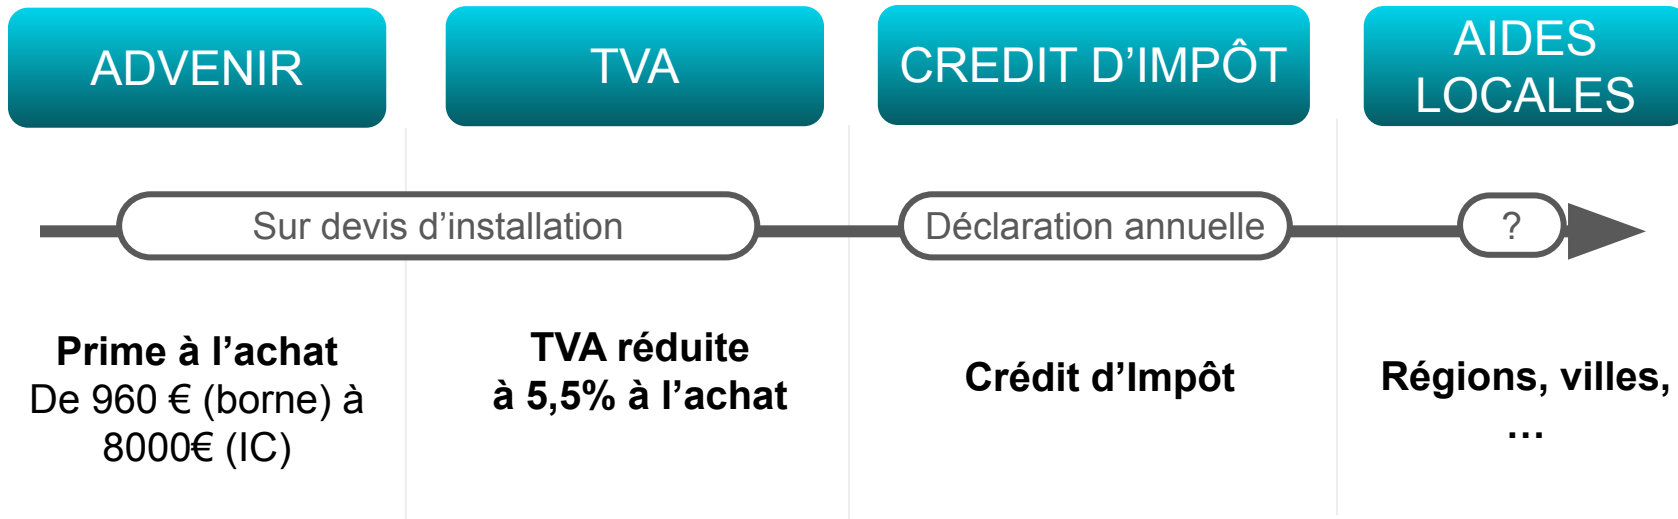 ADVENIR
TVA
CREDIT D'IMPÔT
AIDES
LOCALES
Sur devis d'installation
Déclaration annuelle
?
Prime à l'achat
De 960 € (borne) à
8000€ (IC)
TVA réduite
à 5,5% à l'achat
Crédit d'Impôt
Régions, villes,
…